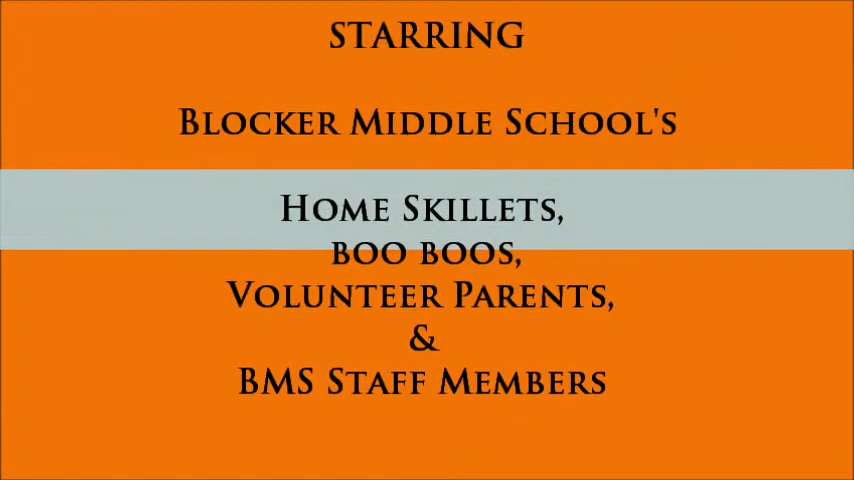 STARRING
BLOCKER MIDDLE SCHOOL'S
HOME SKILLETS,
BOO BOOS,
VOLUNTEER PARENTS,
&
BMS STAFF MEMBERS